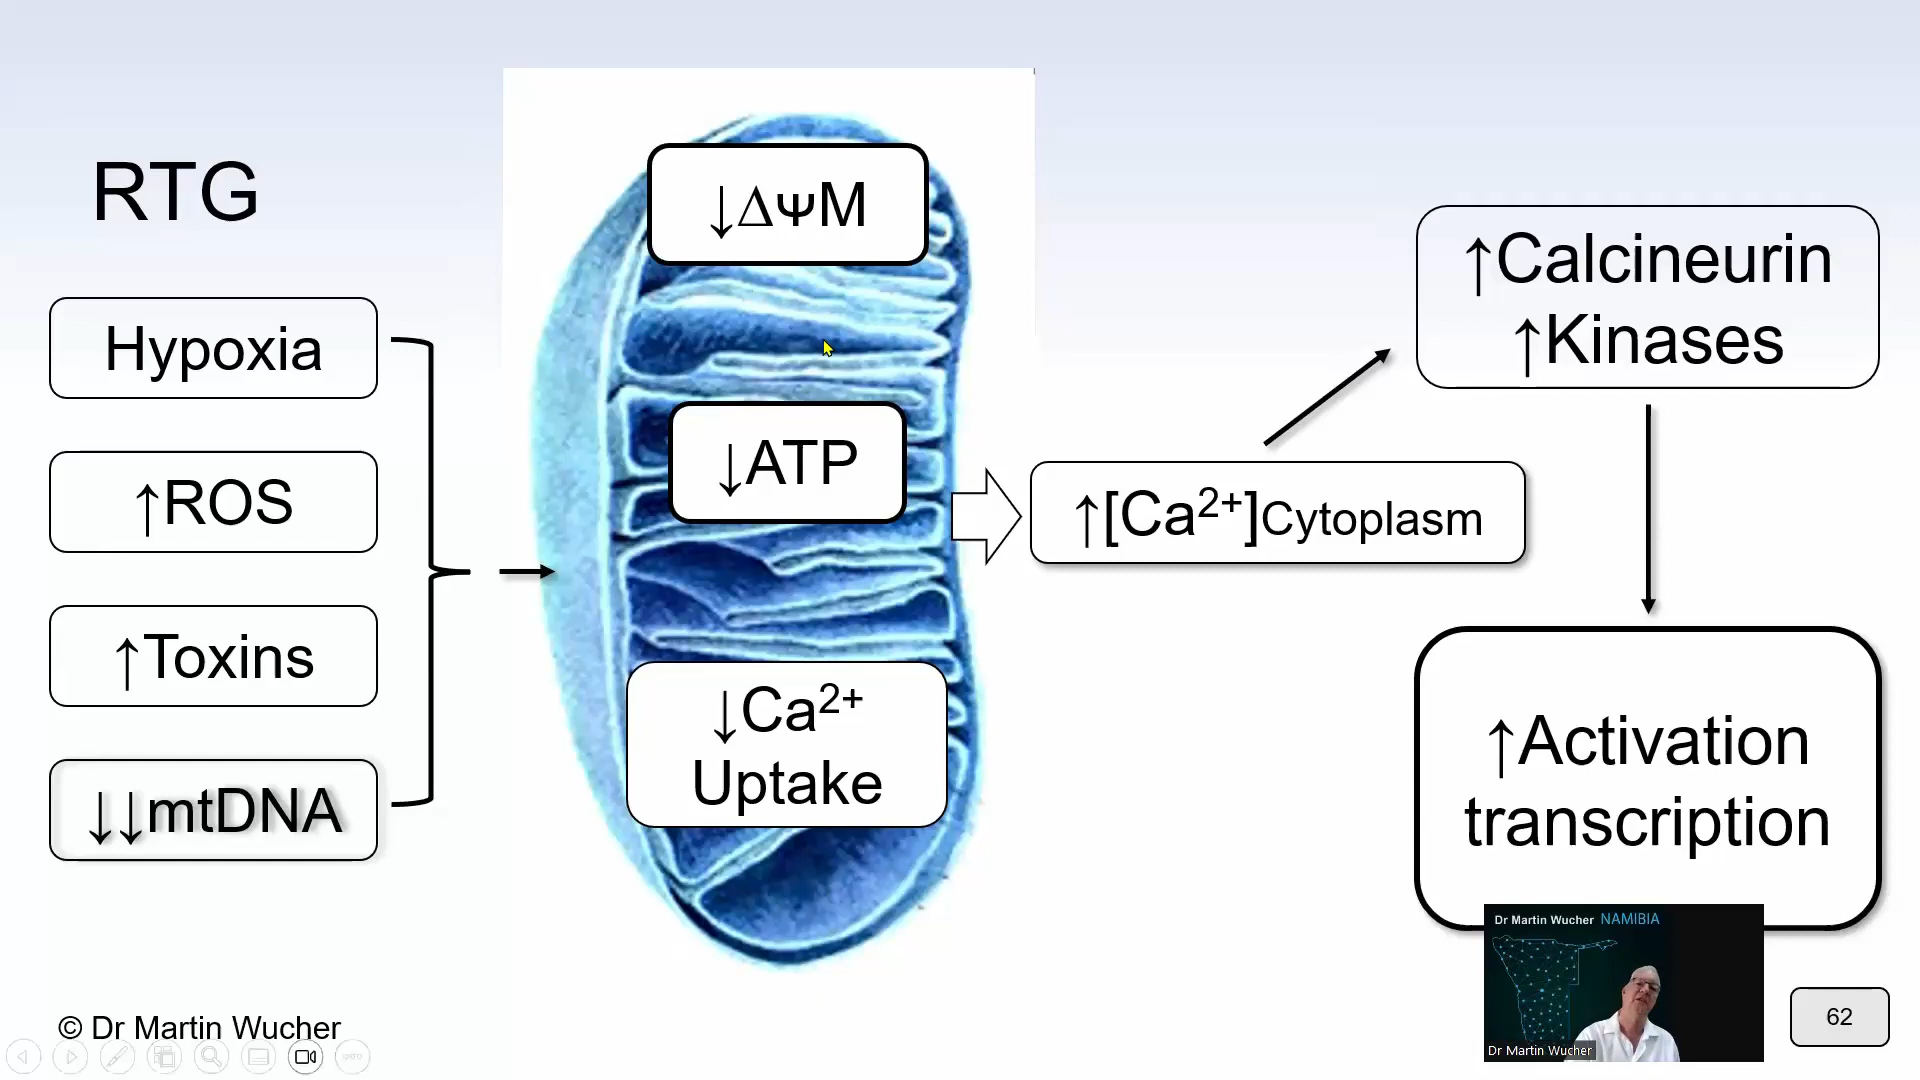 RTG
Hypoxia
↑ROS
↑Toxins
↓↓mtDNA
↓ΔψM
↓ATP
↓Ca²⁺
Uptake
↑[Ca²⁺]Cytoplasm
↑Calcineurin
↑Kinases
↑Activation
transcription
Dr Martin Wucher NAMIBIA
Dr Martin Wucher
62
© Dr Martin Wucher